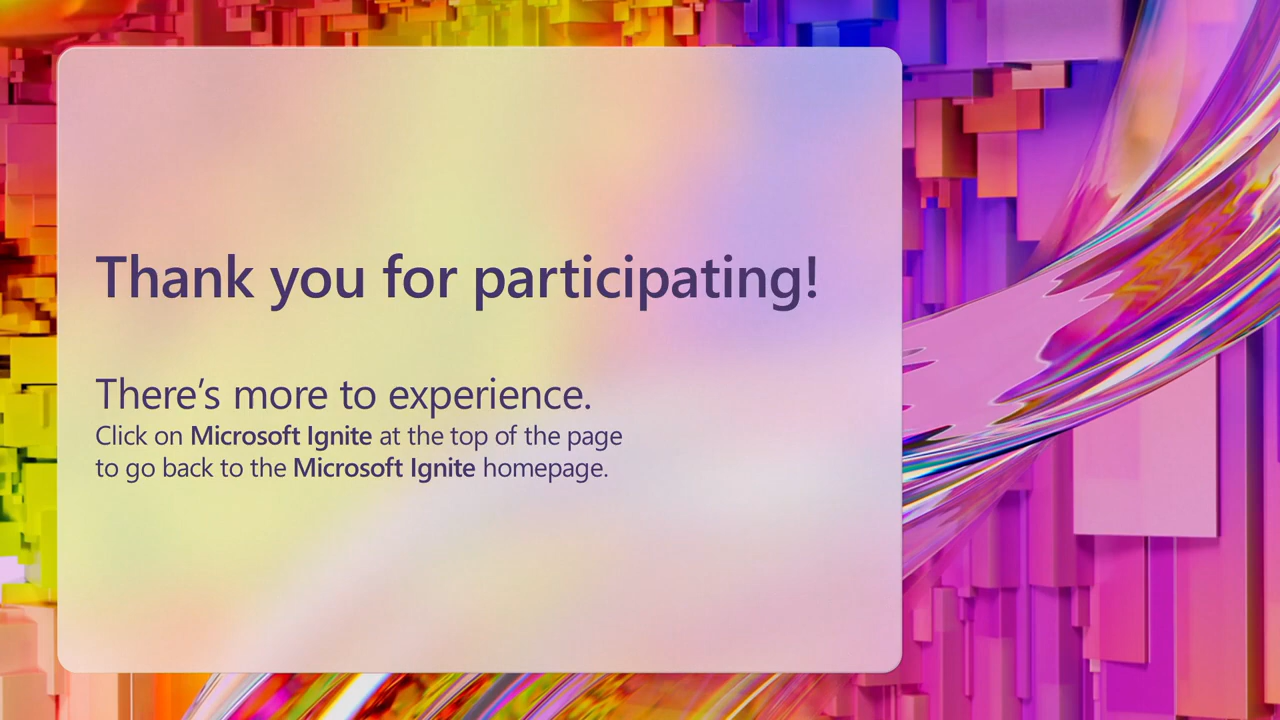 Thank you for participating!
There’s more to experience.
Click on Microsoft Ignite at the top of the page
to go back to the Microsoft Ignite homepage.